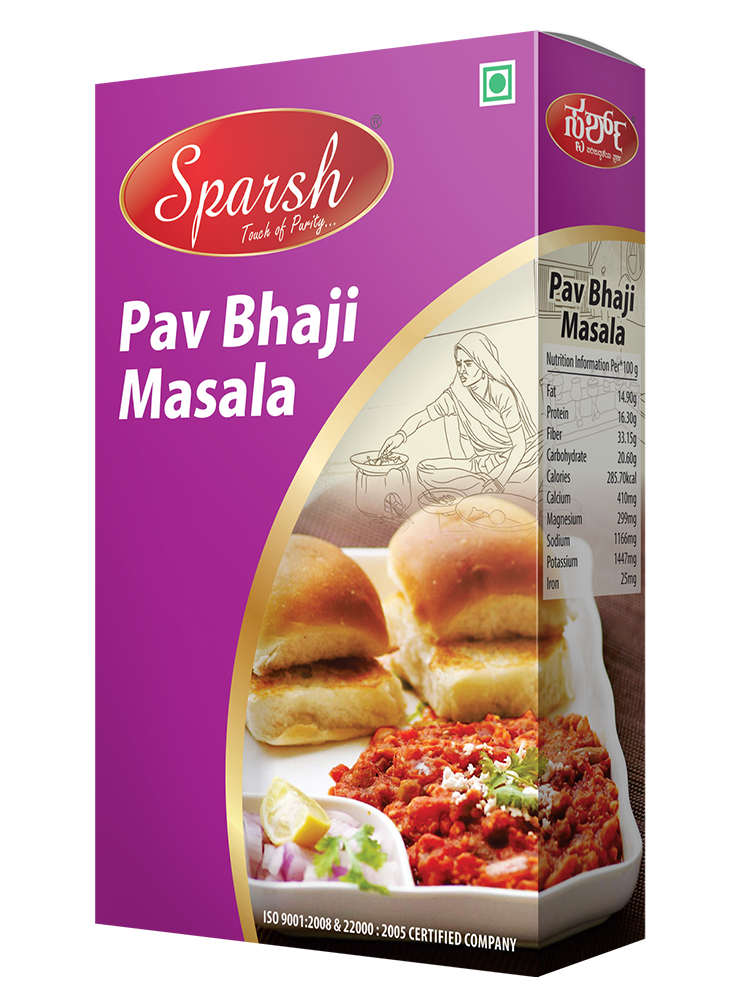 Sparsh
®
Touch of Purity...
Pav Bhaji
Masala
ISO 9001:2008 & 22000 : 2005 CERTIFIED COMPANY
ಸ್ಪರ್ಶ್
Pav Bhaji
Masala
Nutrition Information Per*100 g
Fat 14.90g
Protein 16.30g
Fiber 33.15g
Carbohydrate 20.60g
Calories 285.70kcal
Calcium 410mg
Magnesium 299mg
Sodium 1166mg
Potassium 1447mg
Iron 25mg